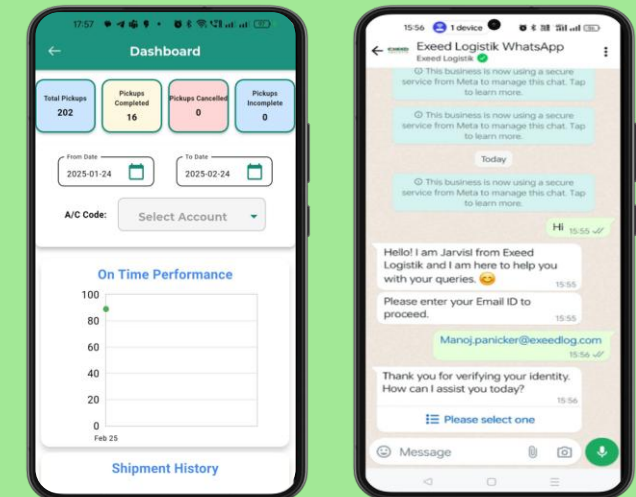 17:57
Dashboard
Total Pickups
202
Pickups
Completed
16
Pickups Cancelled
0
Pickups
Incomplete
0
From Date
2025-01-24
To Date
2025-02-24
A/C Code:
Select Account
On Time Performance
100
80
60
40
20
0
Feb 25
Shipment History
15:56
1 device
Exeed Logistik WhatsApp
Exeed Logistik
This business is now using a secure
service from Meta to manage this chat. Tap
to learn more.
This business is now using a secure
service from Meta to manage this chat. Tap
to learn more.
Today
This business is now using a secure
service from Meta to manage this chat. Tap
to learn more.
Hi
15:55
Hello! I am Jarvisl from Exeed
Logistik and I am here to help you
with your queries.
15:55
Please enter your Email ID to
proceed.
15:55
Manoj.panicker@exeedlog.com
15:56
Thank you for verifying your identity.
How can I assist you today?
15:56
Please select one
Message